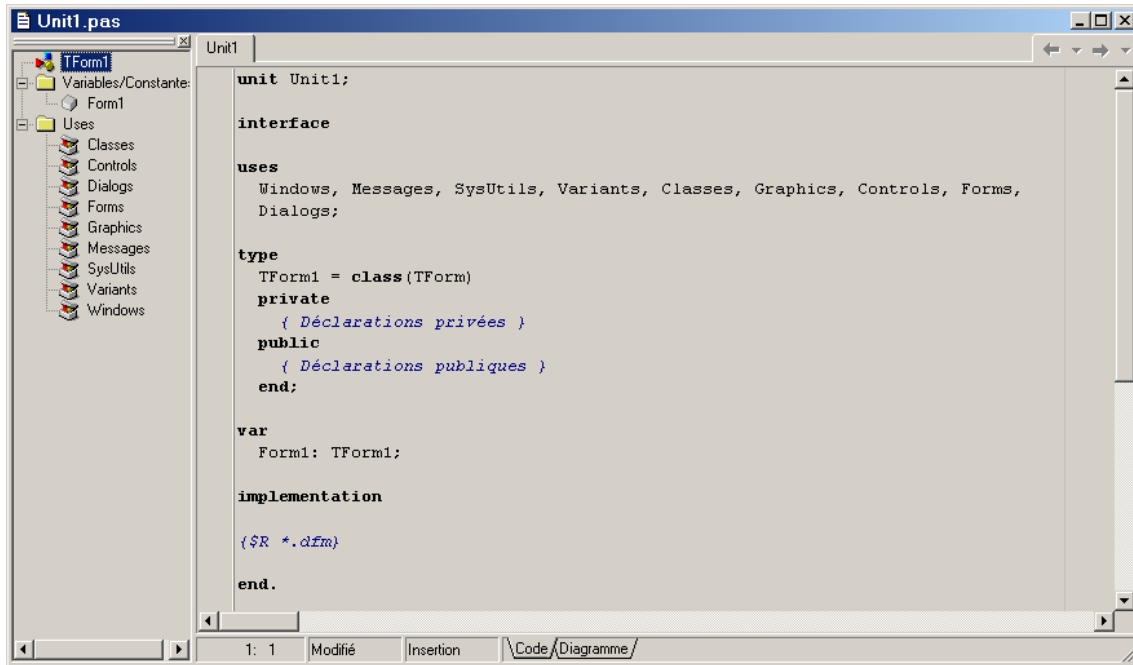 Unit1.pas
TForm1
Variables/Constante
Form1
Uses
Classes
Controls
Dialogs
Forms
Graphics
Messages
SysUtils
Variants
Windows
Unit1
unit Unit1;
interface
uses
Windows, Messages, SysUtils, Variants, Classes, Graphics, Controls, Forms,
Dialogs;
type
TForm1 = class(TForm)
private
{ Déclarations privées }
public
{ Déclarations publiques }
end;
var
Form1: TForm1;
implementation
{$R *.dfm}
end.
1: 1 Modifié Insertion \Code/Diagramme/